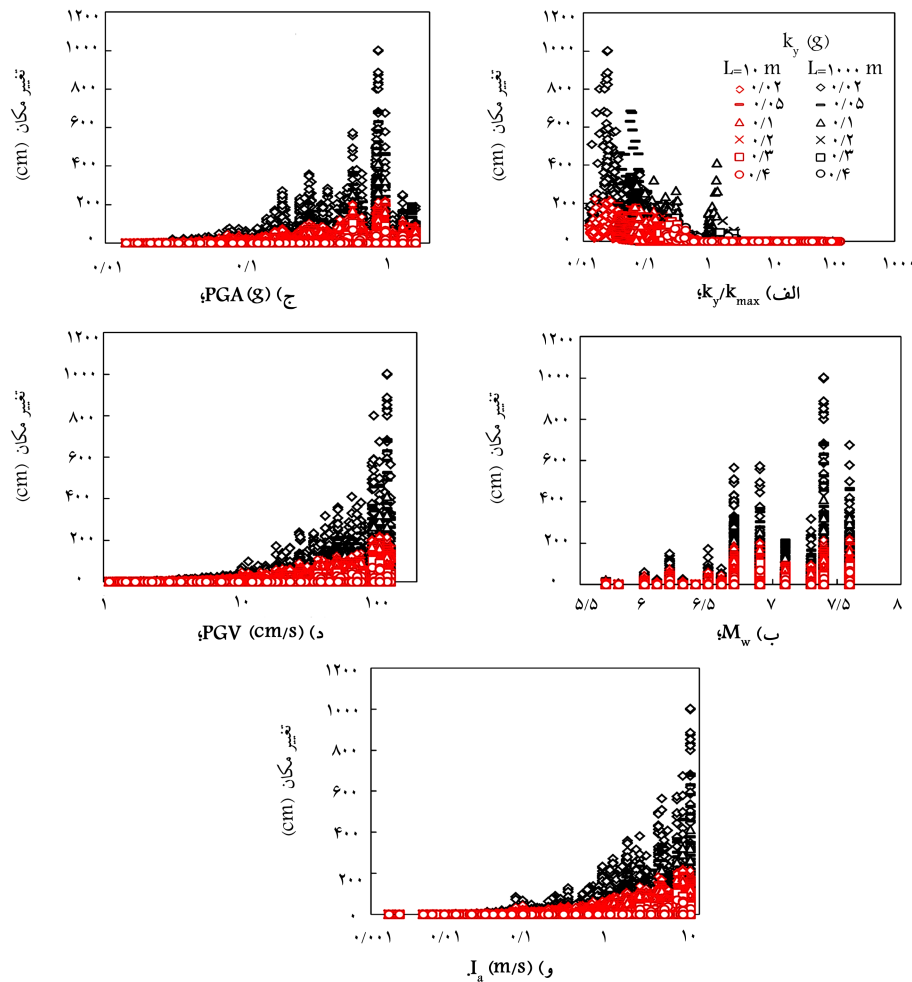 k_y (g)
L=۱۰ m L=۱۰۰۰ m
۰/۰۲ ۰/۰۲
۰/۰۵ ۰/۰۵
۰/۱ ۰/۱
۰/۲ ۰/۲
۰/۳ ۰/۳
۰/۴ ۰/۴
تغییر مکان (cm)
۱۲۰۰
۱۰۰۰
۸۰۰
۶۰۰
۴۰۰
۲۰۰
۰
۰/۰۱ ۰/۱ ۱ ۱۰ ۱۰۰ ۱۰۰۰
الف) k_y/k_max؛
تغییر مکان (cm)
۱۲۰۰
۱۰۰۰
۸۰۰
۶۰۰
۴۰۰
۲۰۰
۰
۰/۰۱ ۰/۱ ۱
ج) PGA (g)؛
تغییر مکان (cm)
۱۲۰۰
۱۰۰۰
۸۰۰
۶۰۰
۴۰۰
۲۰۰
۰
۵/۵ ۶ ۶/۵ ۷ ۷/۵ ۸
ب) M_w؛
تغییر مکان (cm)
۱۲۰۰
۱۰۰۰
۸۰۰
۶۰۰
۴۰۰
۲۰۰
۰
۱ ۱۰ ۱۰۰
د) PGV (cm/s)؛
تغییر مکان (cm)
۱۲۰۰
۱۰۰۰
۸۰۰
۶۰۰
۴۰۰
۲۰۰
۰
۰/۰۰۱ ۰/۰۱ ۰/۱ ۱ ۱۰
و) I_a (m/s).